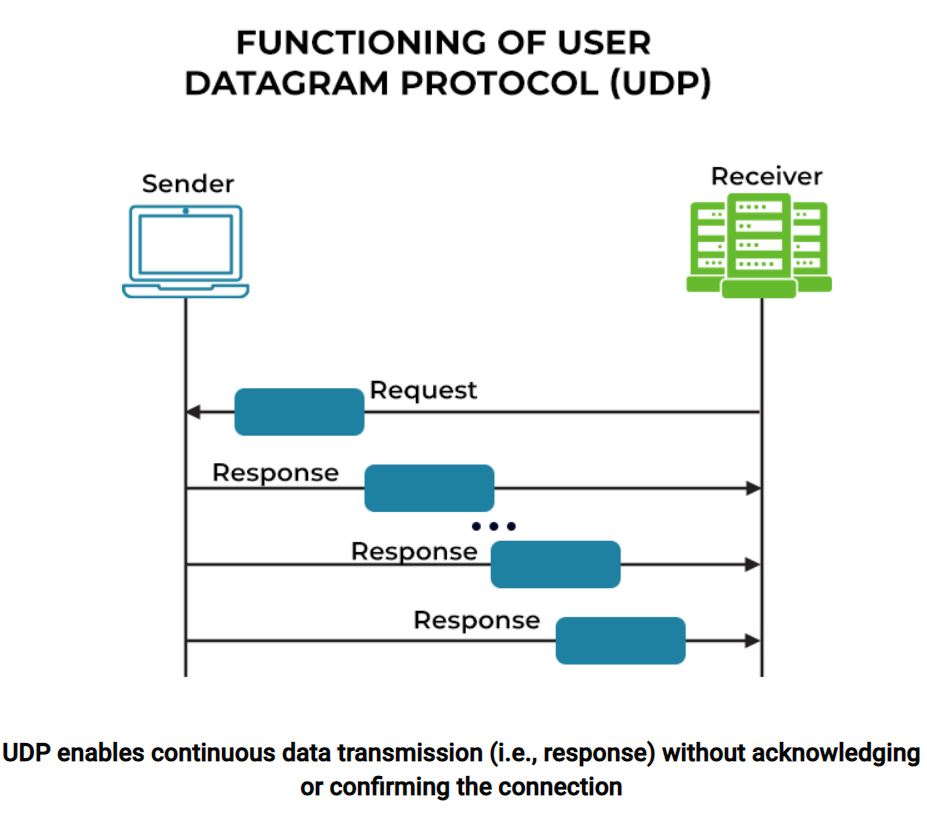 FUNCTIONING OF USER
DATAGRAM PROTOCOL (UDP)
Sender
Receiver
Request
Response
Response
Response
UDP enables continuous data transmission (i.e., response) without acknowledging
or confirming the connection